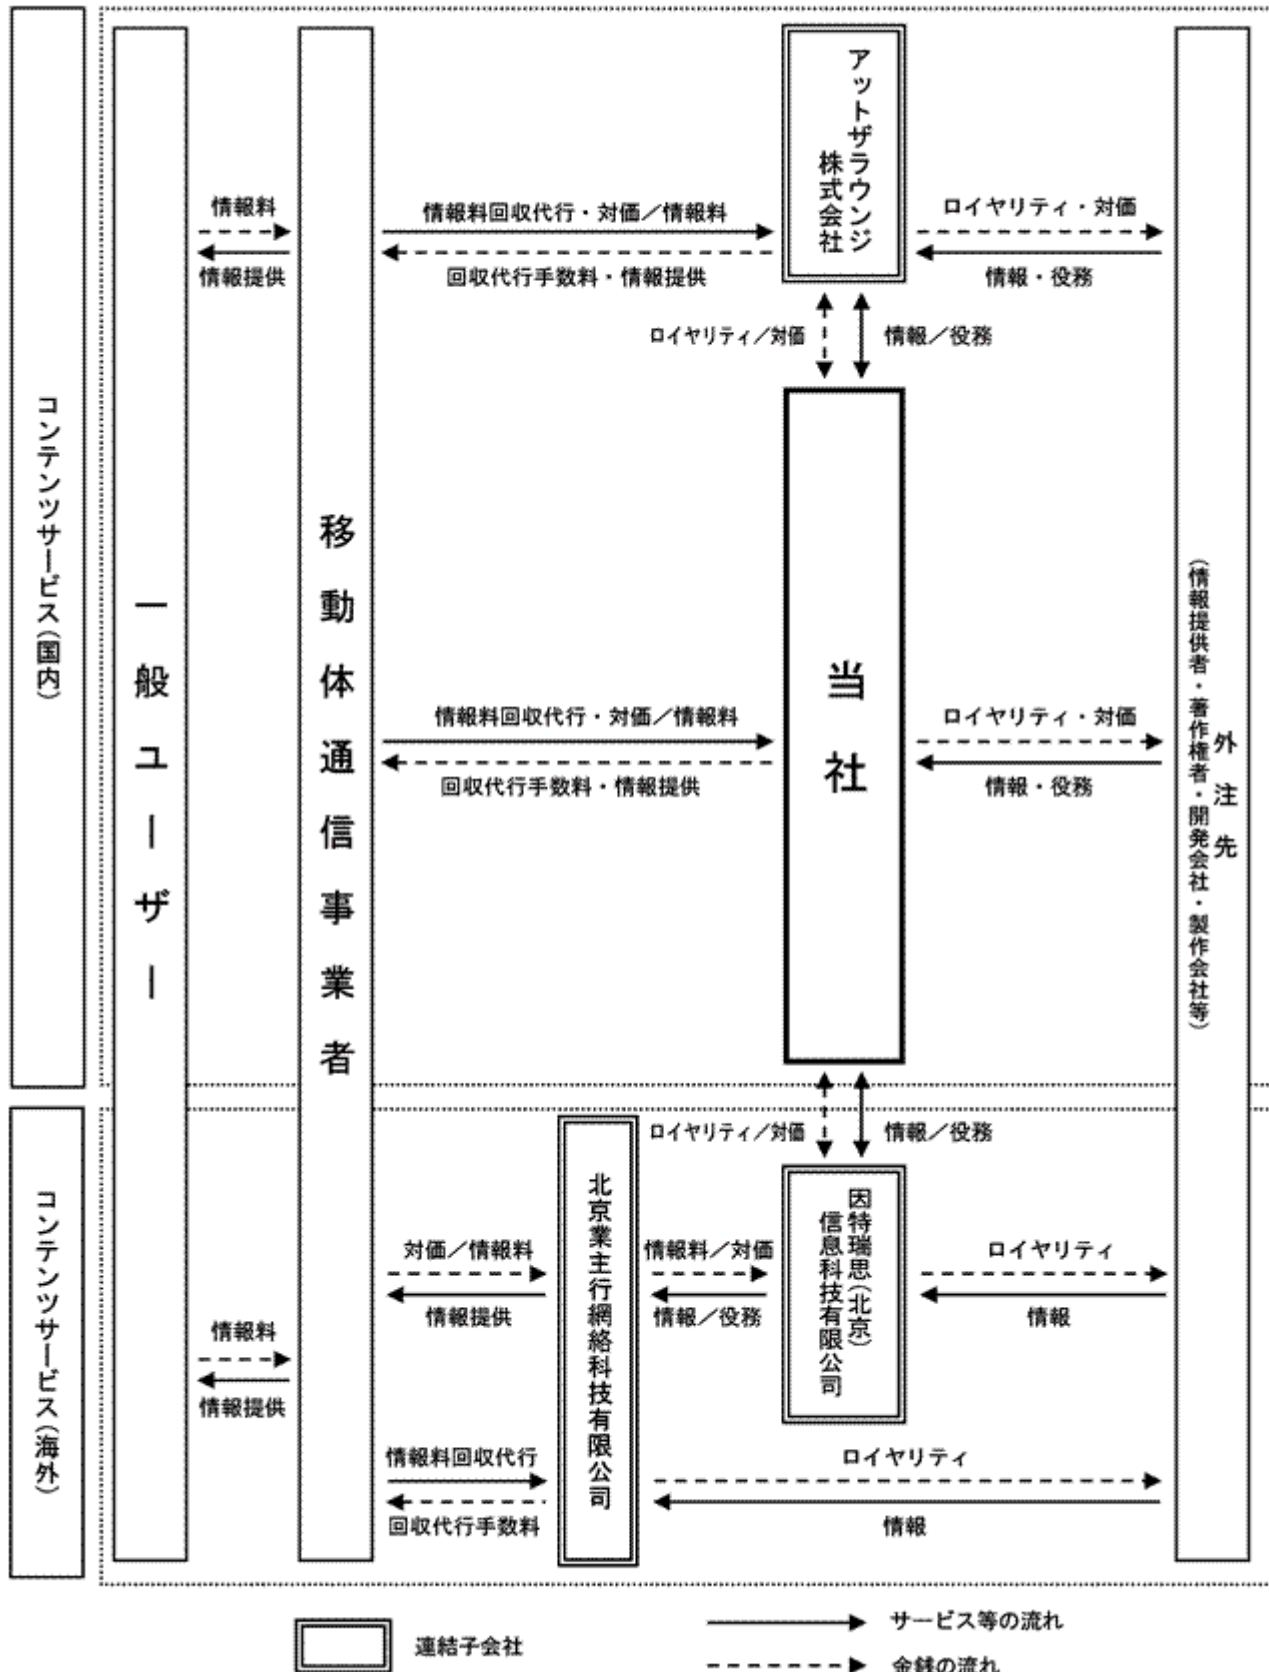 コンテンツサービス(国内)
一般ユーザー
移動体通信事業者
アットザラウンジ
株式会社
情報料
情報提供
情報料回収代行・対価／情報料
回収代行手数料・情報提供
ロイヤリティ・対価
情報・役務
ロイヤリティ／対価
情報／役務
当社
情報料回収代行・対価／情報料
回収代行手数料・情報提供
ロイヤリティ・対価
情報・役務
外注先
(情報提供者・著作権者・開発会社・製作会社等)
コンテンツサービス(海外)
ロイヤリティ／対価
情報／役務
北京業主行網絡科技有限公司
因特瑞思(北京)
信息科技有限公司
対価／情報料
情報提供
情報料／対価
情報／役務
ロイヤリティ
情報
情報料
情報提供
情報料回収代行
回収代行手数料
ロイヤリティ
情報
連結子会社
サービス等の流れ
金銭の流れ